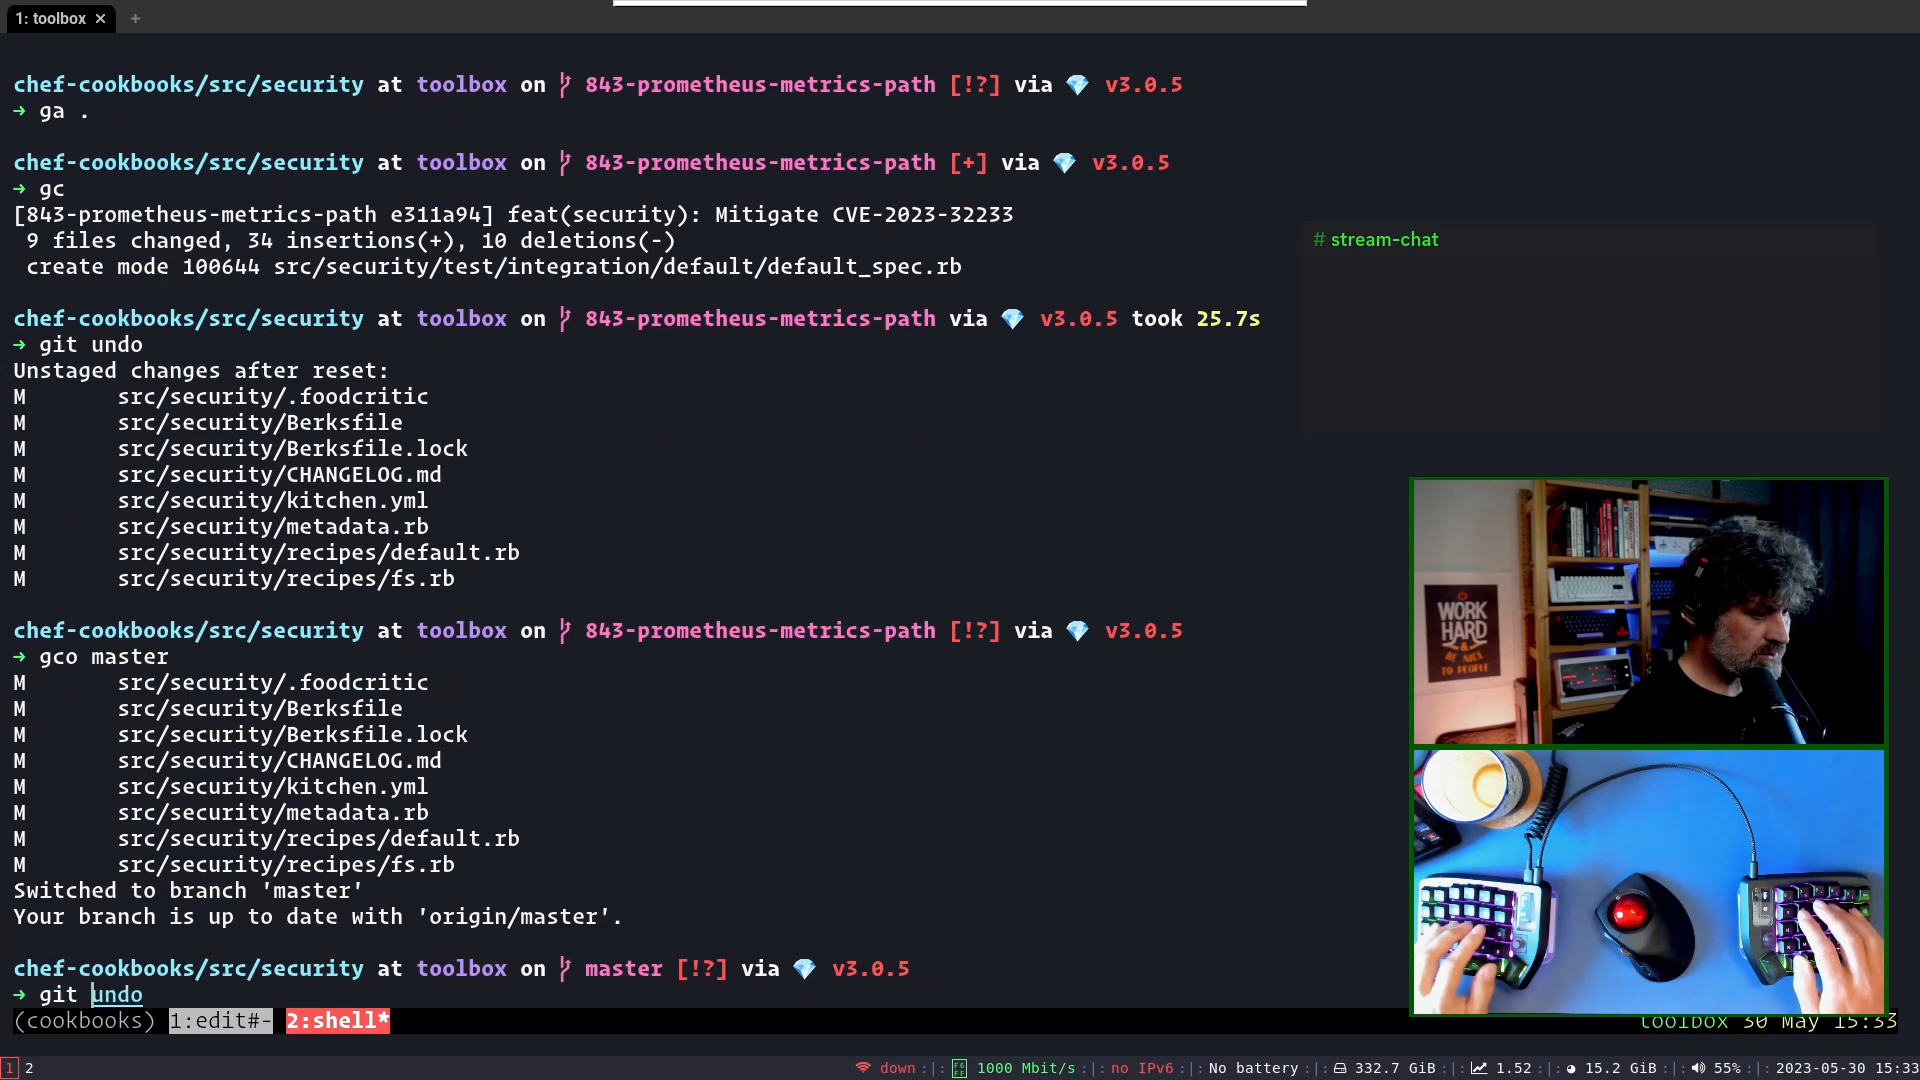 1: toolbox × +
chef-cookbooks/src/security at toolbox on 843-prometheus-metrics-path [!?] via 💎 v3.0.5
→ ga .
chef-cookbooks/src/security at toolbox on 843-prometheus-metrics-path [+] via 💎 v3.0.5
→ gc
[843-prometheus-metrics-path e311a94] feat(security): Mitigate CVE-2023-32233
9 files changed, 34 insertions(+), 10 deletions(-)
create mode 100644 src/security/test/integration/default/default_spec.rb
# stream-chat
chef-cookbooks/src/security at toolbox on 843-prometheus-metrics-path via 💎 v3.0.5 took 25.7s
→ git undo
Unstaged changes after reset:
M src/security/.foodcritic
M src/security/Berksfile
M src/security/Berksfile.lock
M src/security/CHANGELOG.md
M src/security/kitchen.yml
M src/security/metadata.rb
M src/security/recipes/default.rb
M src/security/recipes/fs.rb
chef-cookbooks/src/security at toolbox on 843-prometheus-metrics-path [!?] via 💎 v3.0.5
→ gco master
M src/security/.foodcritic
M src/security/Berksfile
M src/security/Berksfile.lock
M src/security/CHANGELOG.md
M src/security/kitchen.yml
M src/security/metadata.rb
M src/security/recipes/default.rb
M src/security/recipes/fs.rb
Switched to branch 'master'
Your branch is up to date with 'origin/master'.
chef-cookbooks/src/security at toolbox on master [!?] via 💎 v3.0.5
→ git undo
WORK
HARD
&
BE NICE
TO PEOPLE
(cookbooks) 1:edit#- 2:shell* toolbox 30 May 15:33
1 2 down :|: 1000 Mbit/s :|: no IPv6 :|: No battery :|: 332.7 GiB :|: 1.52 :|: 15.2 GiB :|: 55% :|: 2023-05-30 15:33